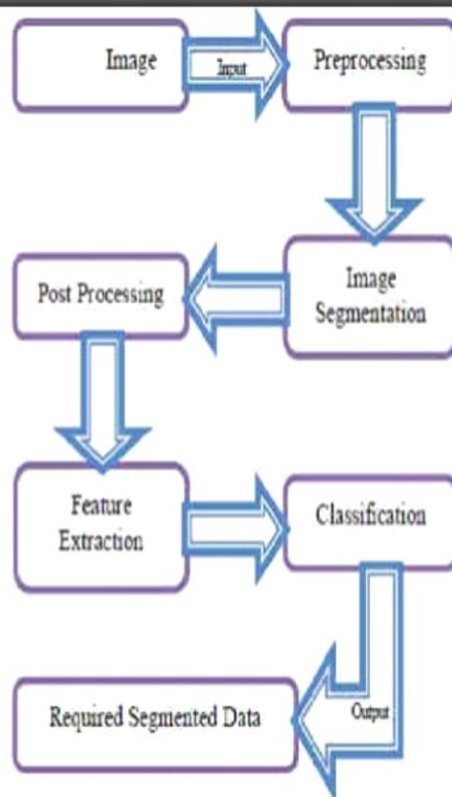 Image
Input
Preprocessing
Image
Segmentation
Post Processing
Feature
Extraction
Classification
Output
Required Segmented Data